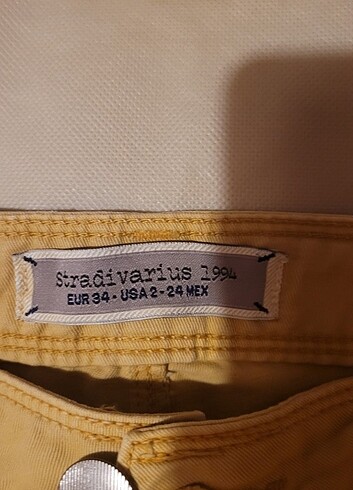 Stradivarius 1994
EUR 34 - USA 2 - 24 MEX